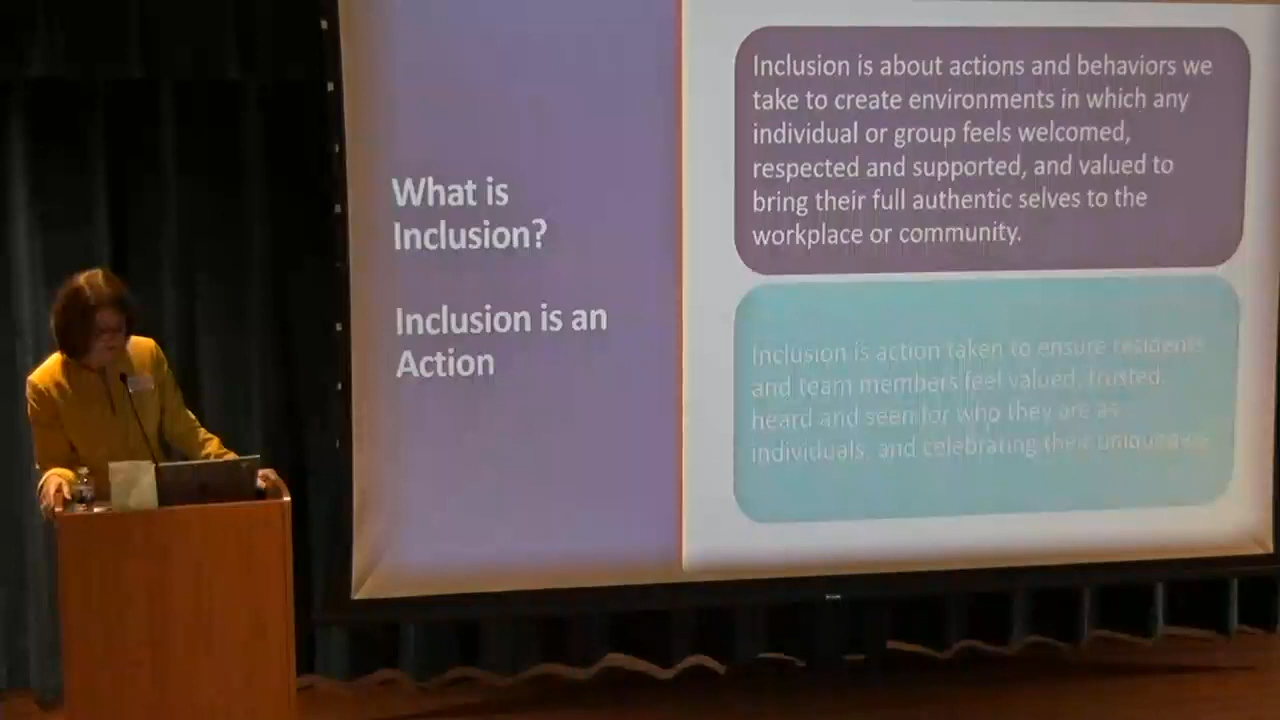 What is
Inclusion?
Inclusion is an
Action
Inclusion is about actions and behaviors we
take to create environments in which any
individual or group feels welcomed,
respected and supported, and valued to
bring their full authentic selves to the
workplace or community.
Inclusion is action taken to ensure residents
and team members feel valued, trusted,
heard and seen for who they are as
individuals, and celebrating their